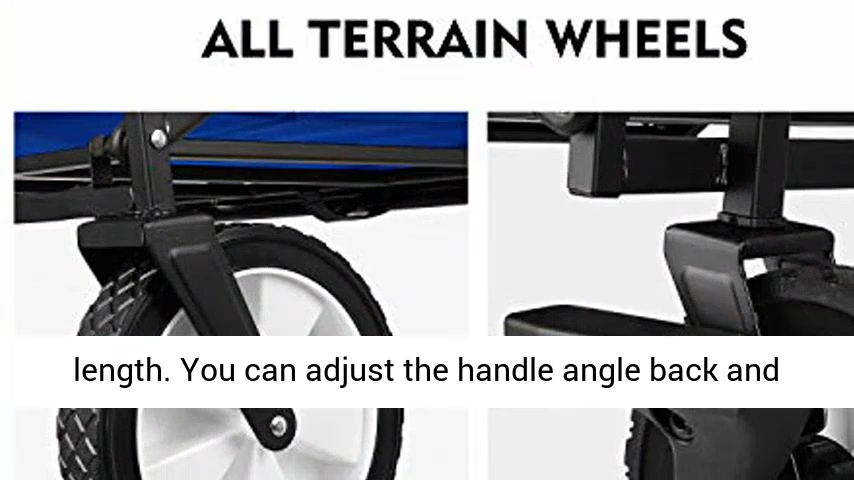 ALL TERRAIN WHEELS
length. You can adjust the handle angle back and